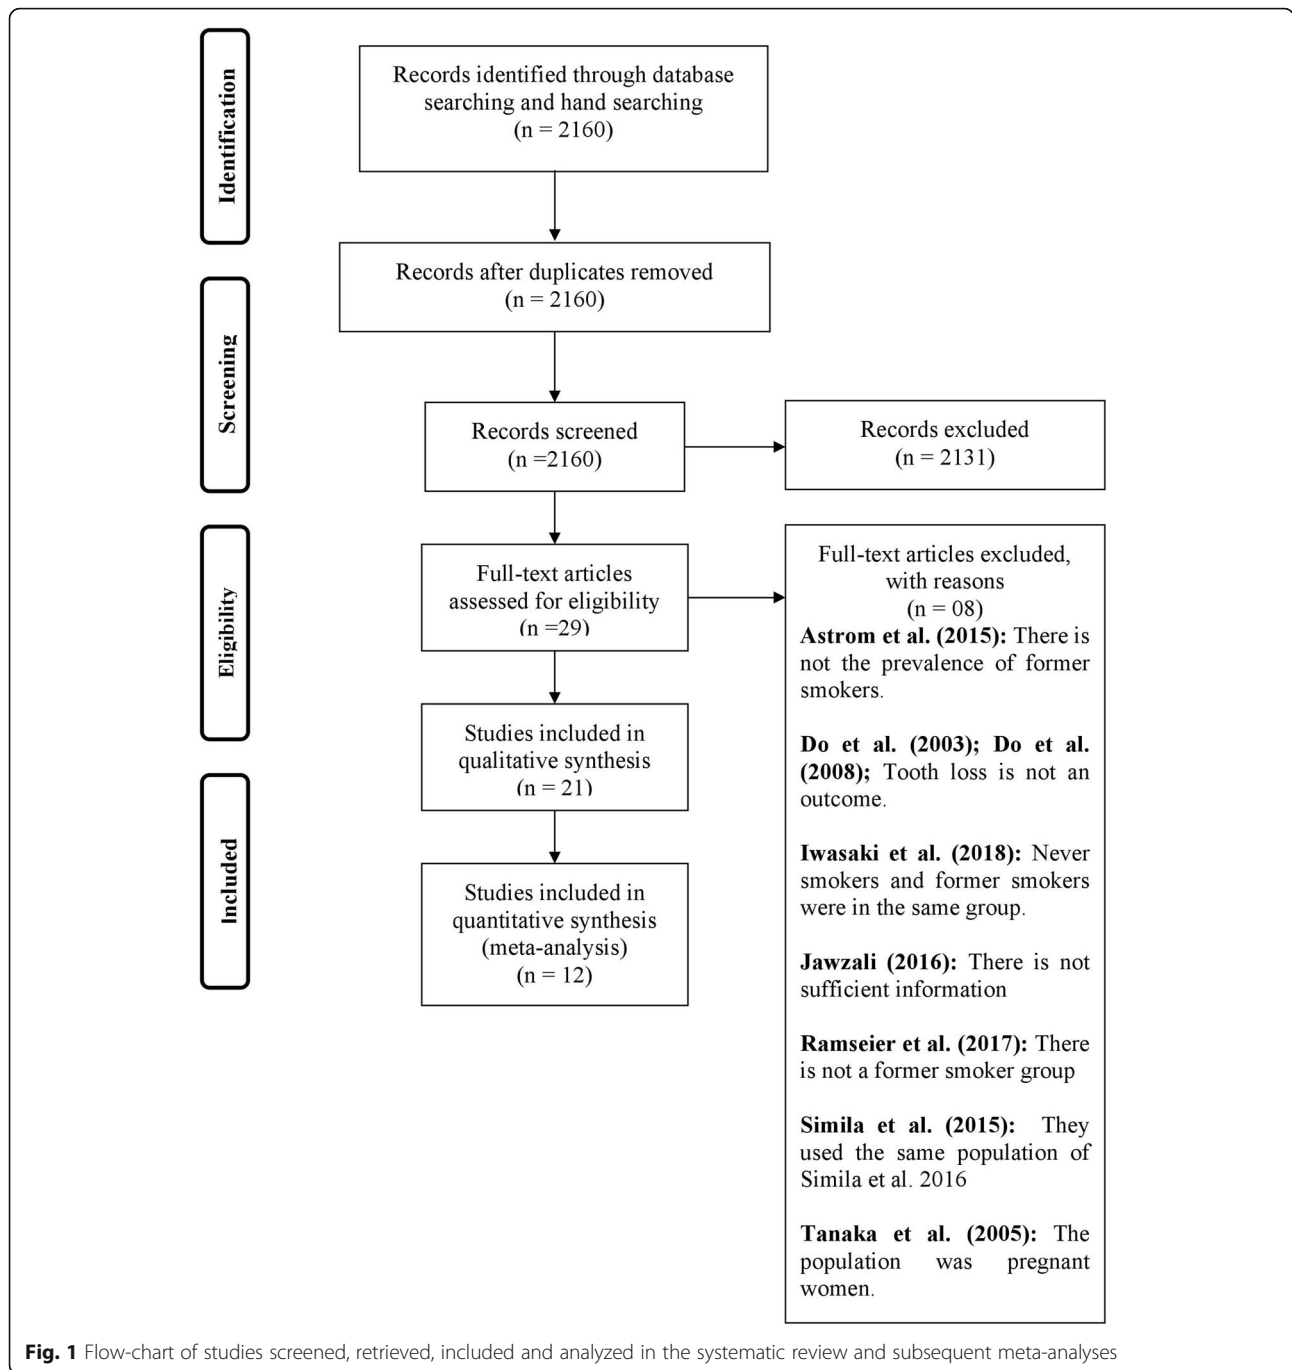 Identification
Records identified through database
searching and hand searching
(n = 2160)
Records after duplicates removed
(n = 2160)
Screening
Records screened
(n =2160)
Records excluded
(n = 2131)
Eligibility
Full-text articles
assessed for eligibility
(n =29)
Full-text articles excluded,
with reasons
(n = 08)
Astrom et al. (2015): There is
not the prevalence of former
smokers.
Do et al. (2003); Do et al.
(2008); Tooth loss is not an
outcome.
Iwasaki et al. (2018): Never
smokers and former smokers
were in the same group.
Jawzali (2016): There is not
sufficient information
Ramseier et al. (2017): There
is not a former smoker group
Simila et al. (2015): They
used the same population of
Simila et al. 2016
Tanaka et al. (2005): The
population was pregnant
women.
Studies included in
qualitative synthesis
(n = 21)
Included
Studies included in
quantitative synthesis
(meta-analysis)
(n = 12)
Fig. 1 Flow-chart of studies screened, retrieved, included and analyzed in the systematic review and subsequent meta-analyses